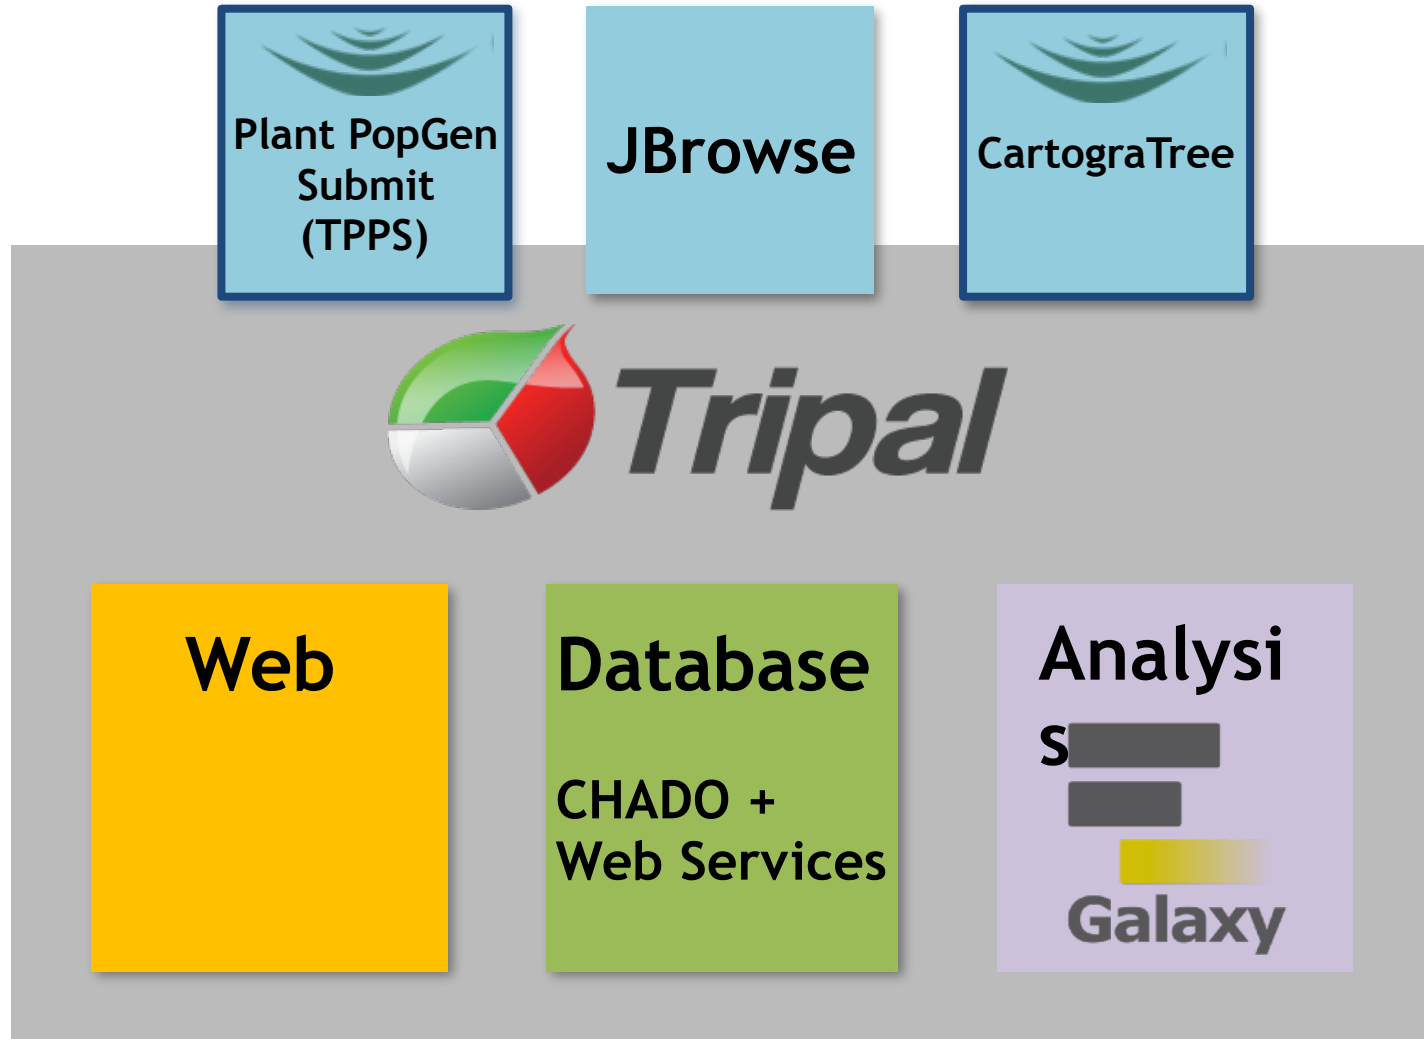 Plant PopGen
Submit
(TPPS)
JBrowse
CartograTree
Tripal
Web
Database
CHADO +
Web Services
Analysi
s
Galaxy